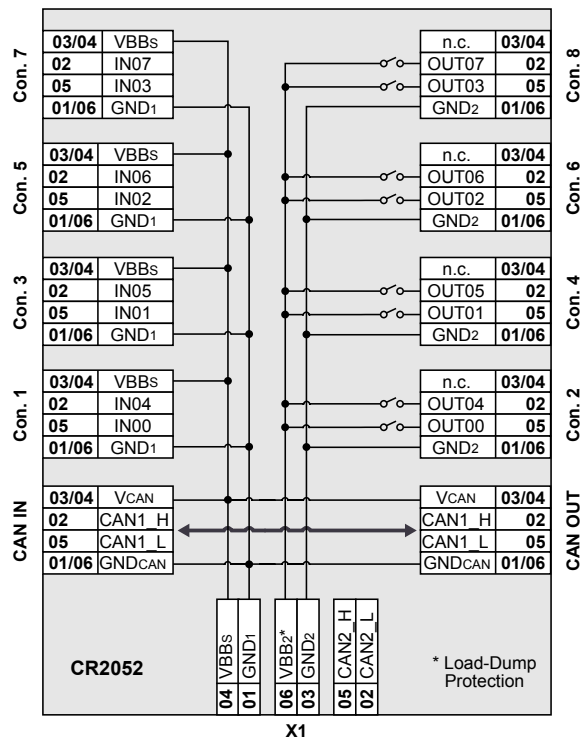 Con. 7
03/04 VBBS
02 IN07
05 IN03
01/06 GND1
Con. 5
03/04 VBBS
02 IN06
05 IN02
01/06 GND1
Con. 3
03/04 VBBS
02 IN05
05 IN01
01/06 GND1
Con. 1
03/04 VBBS
02 IN04
05 IN00
01/06 GND1
CAN IN
03/04 VCAN
02 CAN1_H
05 CAN1_L
01/06 GNDCAN
n.c. 03/04
OUT07 02
OUT03 05
GND2 01/06
Con. 8
n.c. 03/04
OUT06 02
OUT02 05
GND2 01/06
Con. 6
n.c. 03/04
OUT05 02
OUT01 05
GND2 01/06
Con. 4
n.c. 03/04
OUT04 02
OUT00 05
GND2 01/06
Con. 2
VCAN 03/04
CAN1_H 02
CAN1_L 05
GNDCAN 01/06
CAN OUT
CR2052
04 VBBS
01 GND1
06 VBB2*
03 GND2
05 CAN2_H
02 CAN2_L
* Load-Dump
Protection
X1